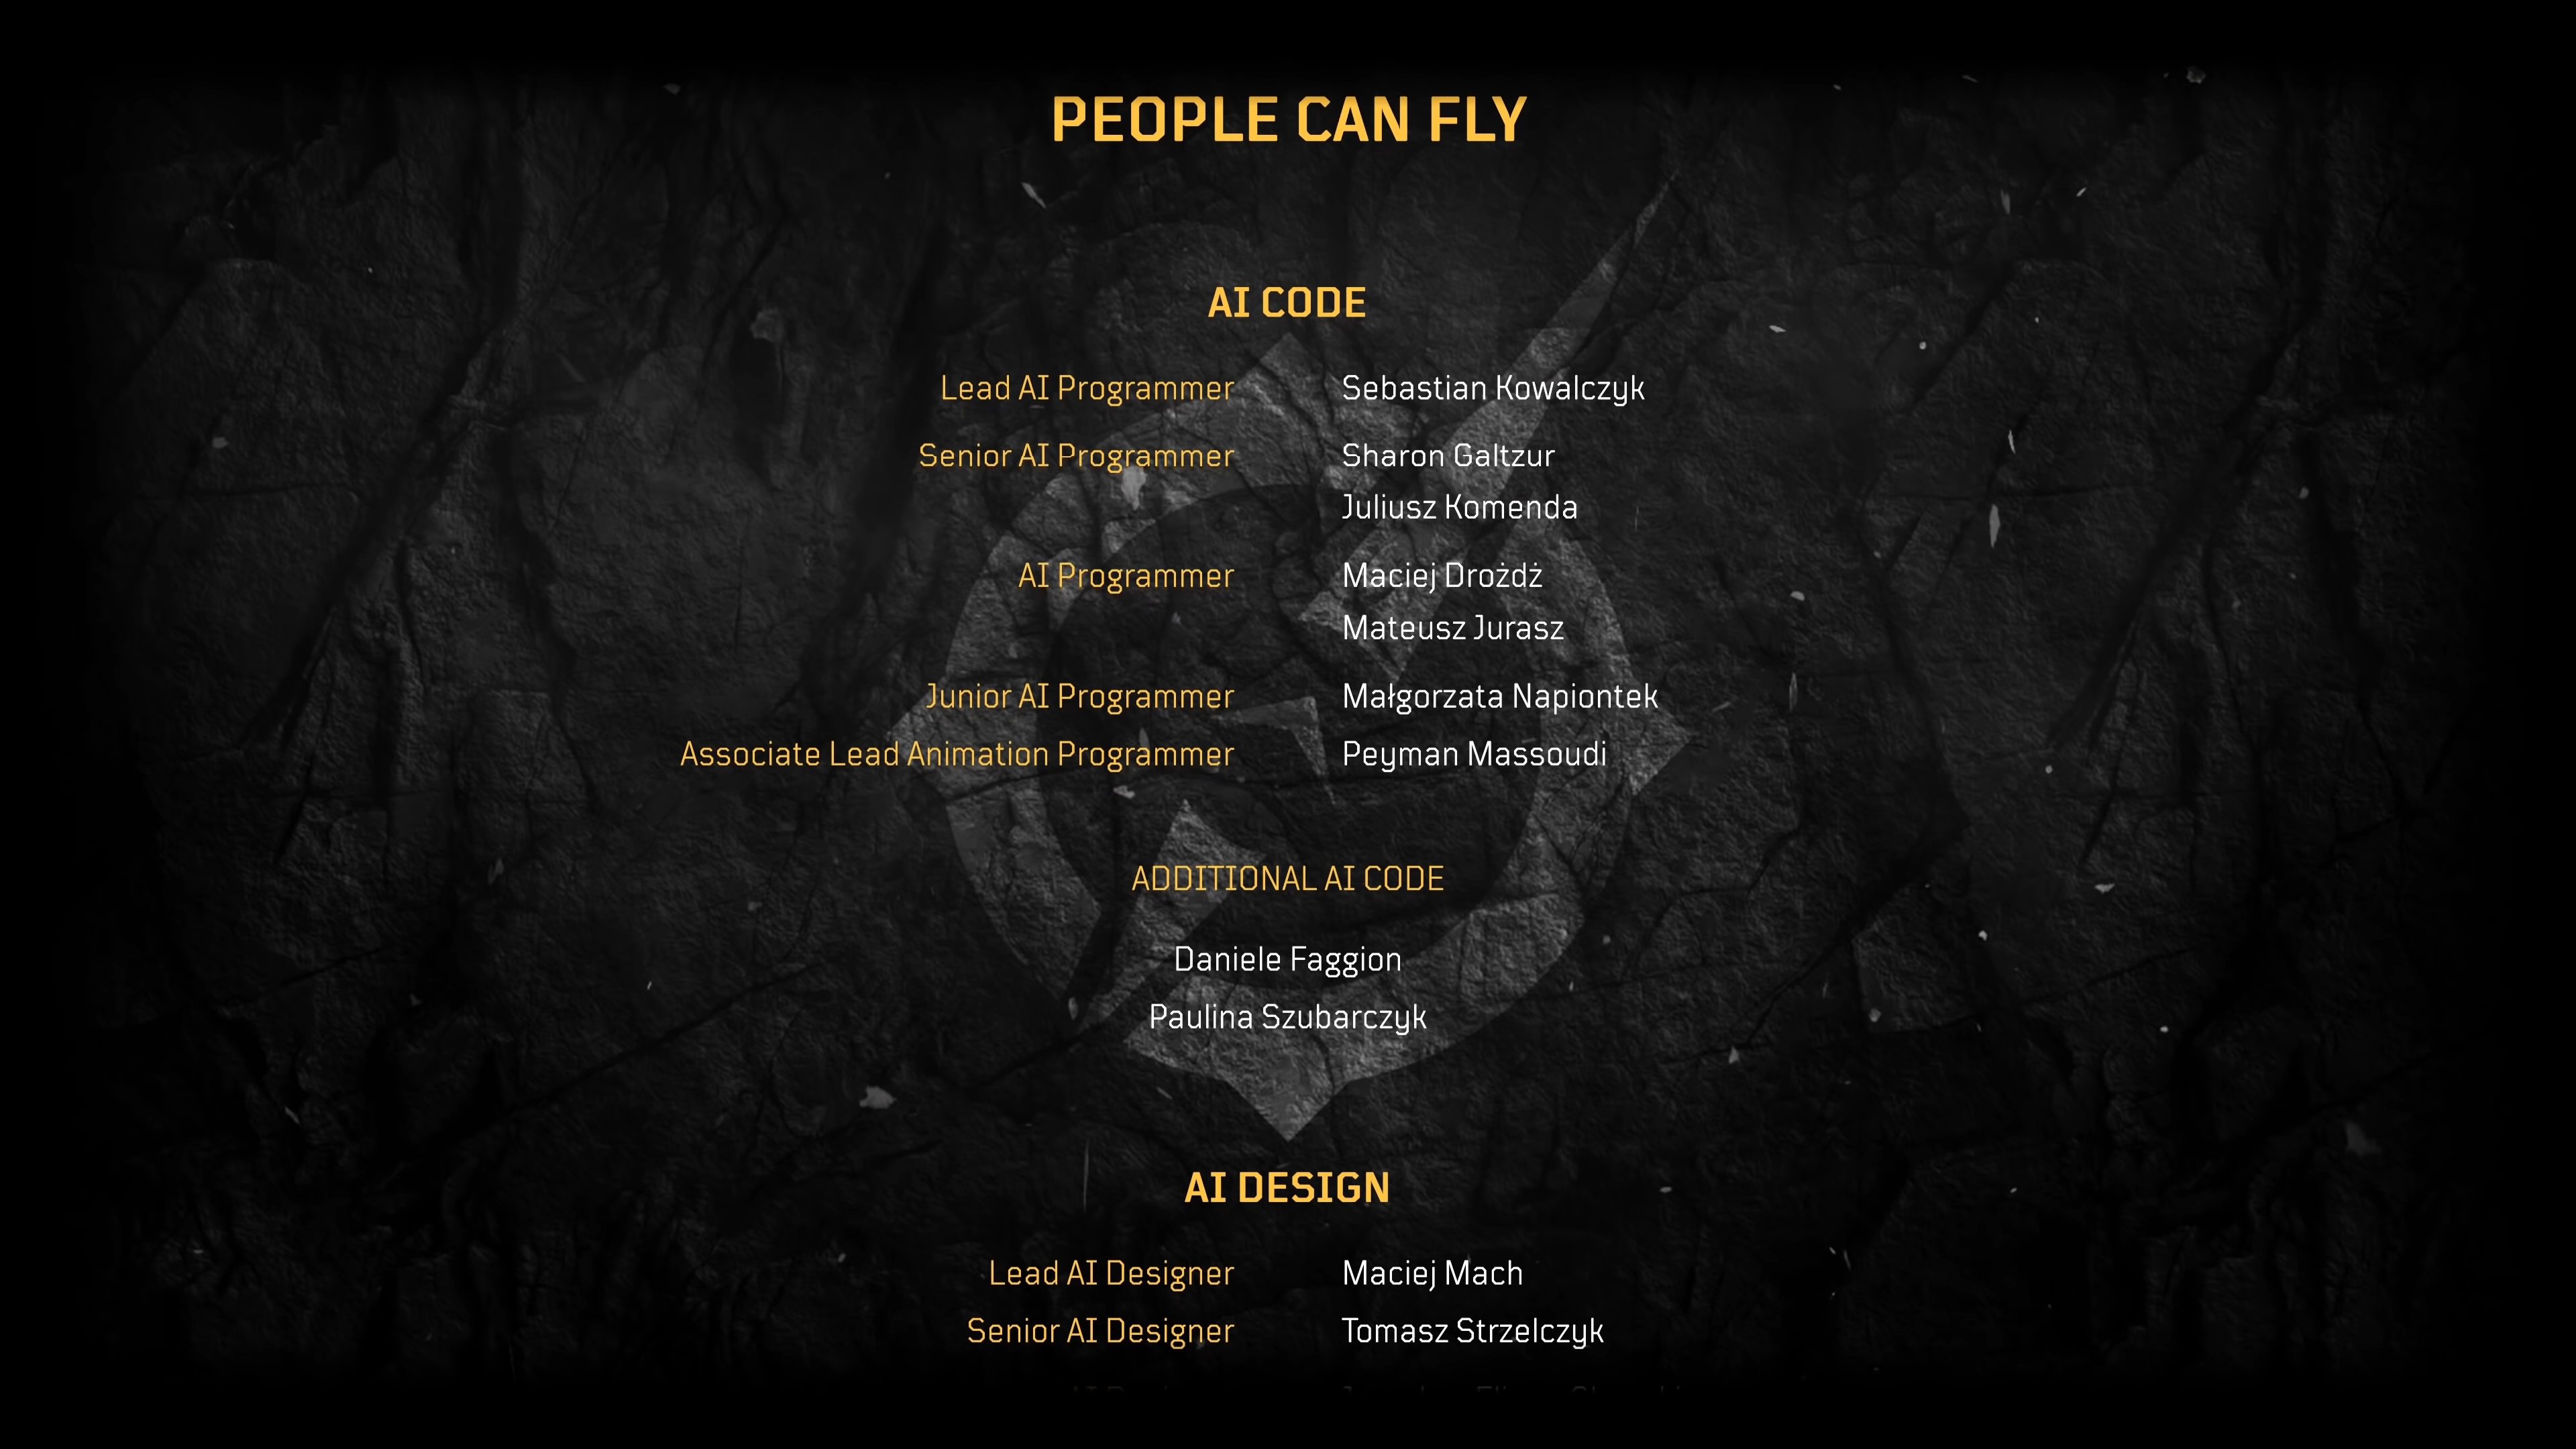 PEOPLE CAN FLY
AI CODE
Lead AI Programmer Sebastian Kowalczyk
Senior AI Programmer Sharon Galtzur
Juliusz Komenda
AI Programmer Maciej Drożdż
Mateusz Jurasz
Junior AI Programmer Małgorzata Napiontek
Associate Lead Animation Programmer Peyman Massoudi
ADDITIONAL AI CODE
Daniele Faggion
Paulina Szubarczyk
AI DESIGN
Lead AI Designer Maciej Mach
Senior AI Designer Tomasz Strzelczyk